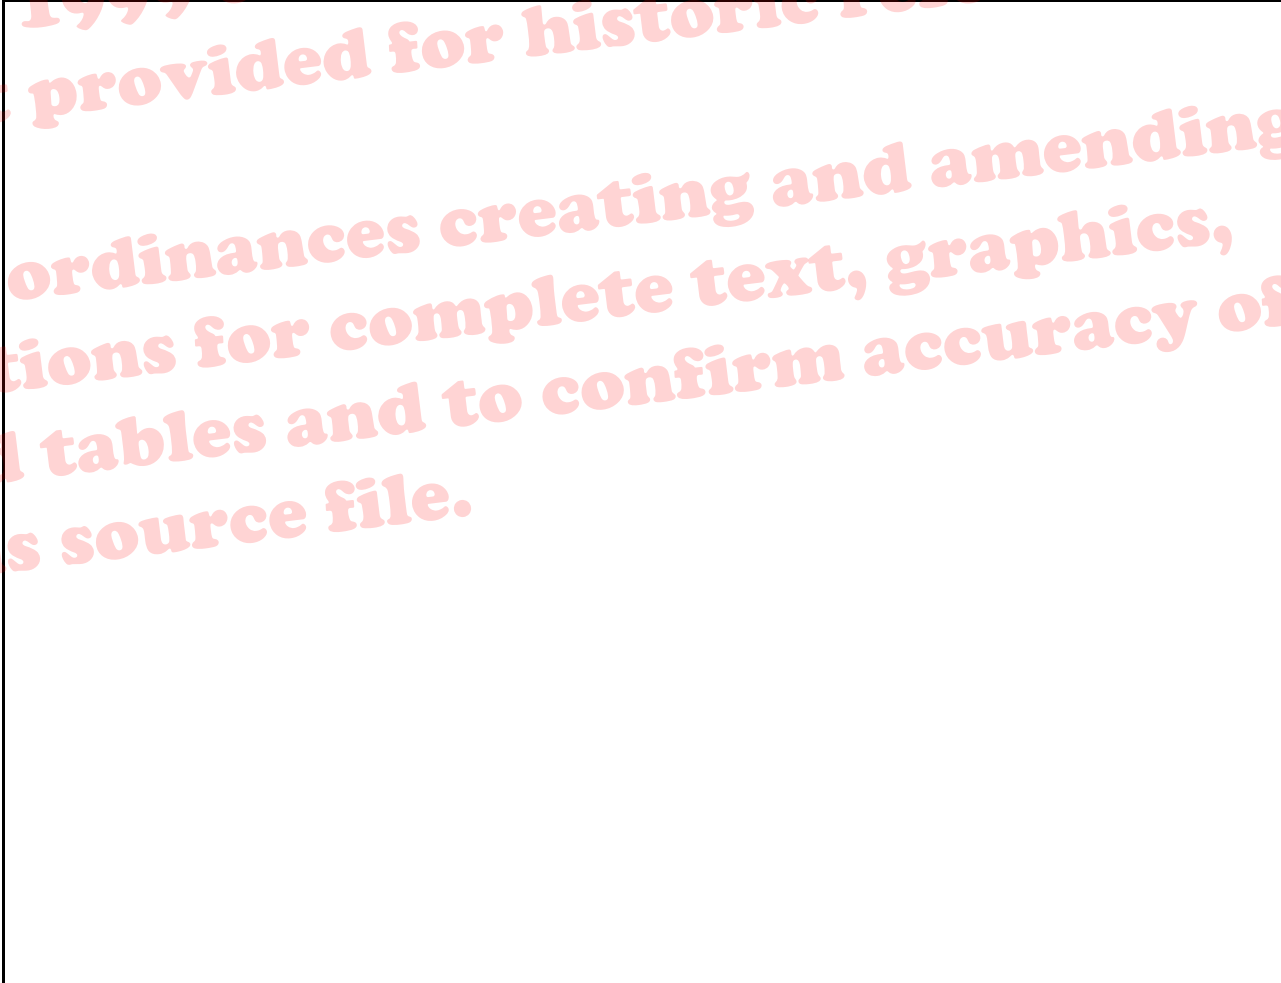 provided for historic
ordinances creating and amending
tions for complete text, graphics,
tables and to confirm accuracy of
s source file.